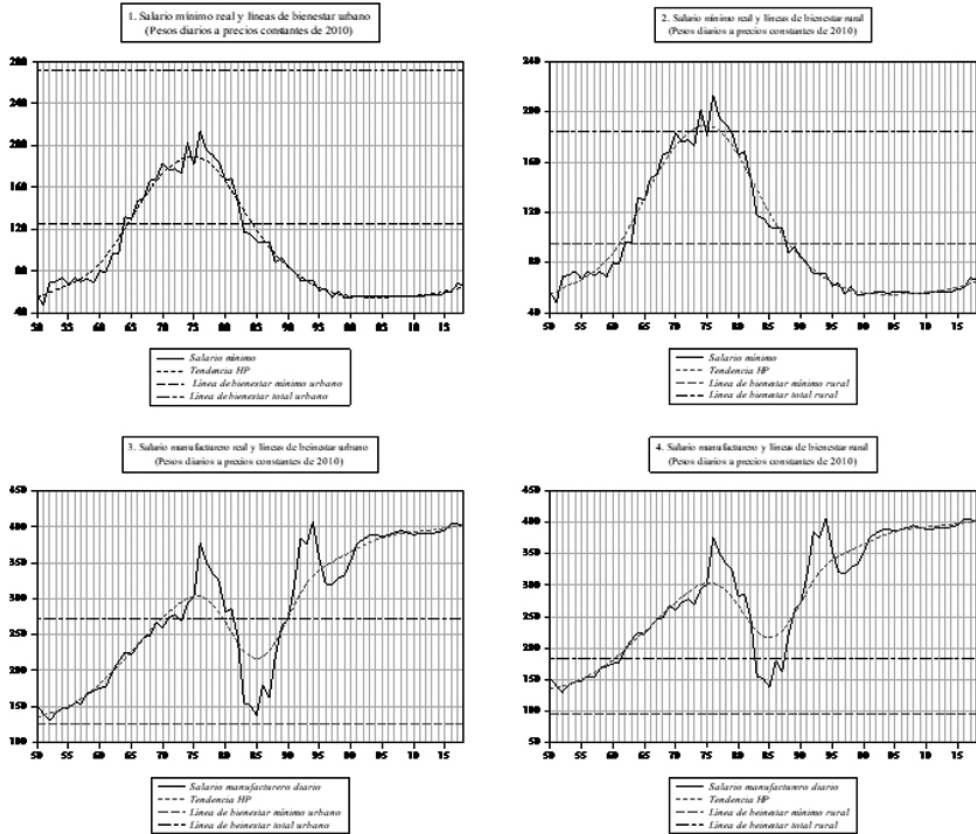 1. Salario mínimo real y líneas de bienestar urbano
(Pesos diarios a precios constantes de 2010)
280
240
200
160
120
80
40
50 55 60 65 70 75 80 85 90 95 00 05 10 15
Salario mínimo
Tendencia HP
Línea de bienestar mínimo urbano
Línea de bienestar total urbano
2. Salario mínimo real y líneas de bienestar rural
(Pesos diarios a precios constantes de 2010)
240
200
160
120
80
40
50 55 60 65 70 75 80 85 90 95 00 05 10 15
Salario mínimo
Tendencia HP
Línea de bienestar mínimo rural
Línea de bienestar total rural
3. Salario manufacturero real y líneas de beinestar urbano
(Pesos diarios a precios constantes de 2010)
450
400
350
300
250
200
150
100
50 55 60 65 70 75 80 85 90 95 00 05 10 15
Salario manufacturero diario
Tendencia HP
Línea de bienestar mínimo urbano
Línea de beinestar total urbano
4. Salario manufacturero y líneas de bienestar rural
(Pesos diarios a precios constantes de 2010)
450
400
350
300
250
200
150
100
50
50 55 60 65 70 75 80 85 90 95 00 05 10 15
Salario manufacturero diario
Tendencia HP
Línea de bienestar mínimo rural
Línea de beinestar total rural